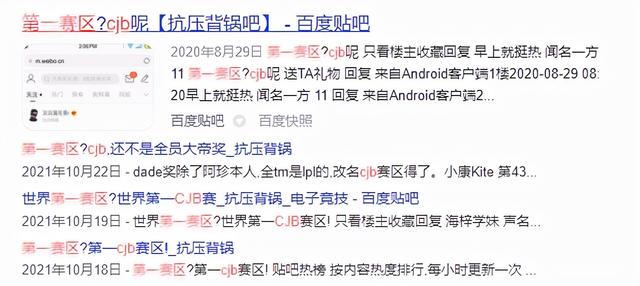 第一赛区?cjb呢【抗压背锅吧】 - 百度贴吧
m.weibo.cn
2020年8月29日 第一赛区?cjb呢 只看楼主收藏回复 早上就挺热 闻名一方
11 第一赛区?cjb呢 送TA礼物 回复 来自Android客户端1楼2020-08-29 08:
20早上就挺热 闻名一方 11 回复 来自Android客户端2...
百度贴吧 百度快照
第一赛区?cjb,还不是全员大帝奖_抗压背锅
2021年10月22日 - dade奖除了阿珍本人,全tm是lpl的,改名cjb赛区得了。小康Kite 第43...
世界第一赛区?世界第一CJB赛_抗压背锅_电子竞技 - 百度贴吧
2021年10月19日 - 世界第一赛区?世界第一CJB赛区! 只看楼主收藏回复 海梓学妹 声名...
第一赛区?第一cjb赛区!_抗压背锅
2021年10月18日 - 第一赛区?第一cjb赛区! 贴吧热榜 按内容热度排行,每小时更新一次 ...